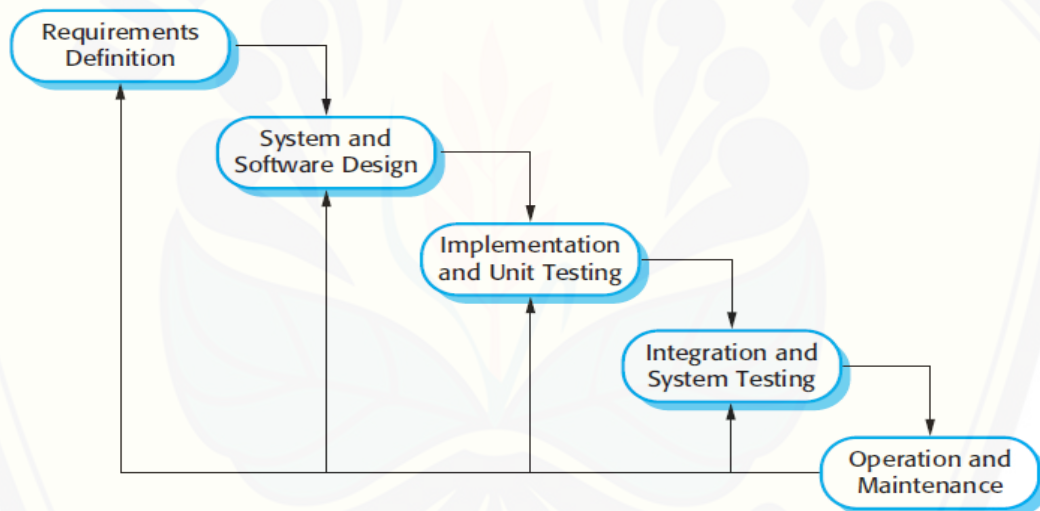 Requirements
Definition
System and
Software Design
Implementation
and Unit Testing
Integration and
System Testing
Operation and
Maintenance